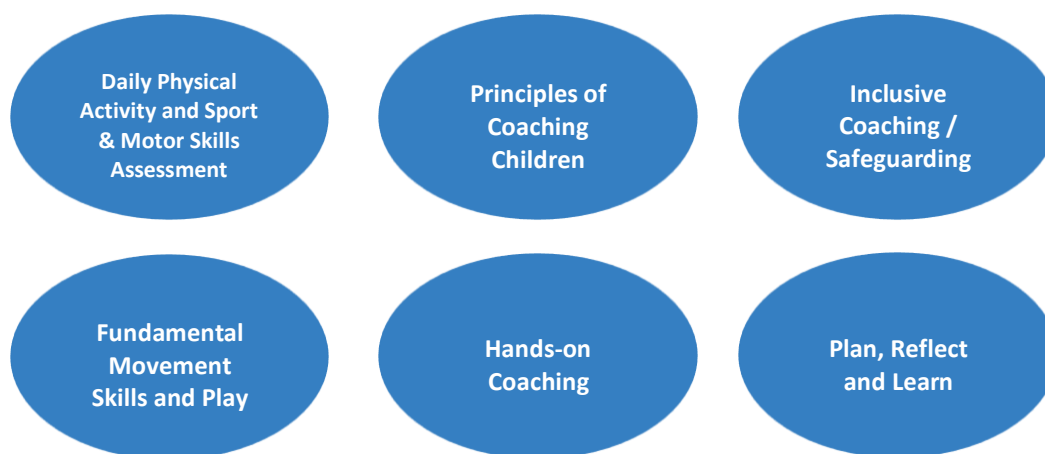 Daily Physical
Activity and Sport
& Motor Skills
Assessment
Principles of
Coaching
Children
Inclusive
Coaching /
Safeguarding
Fundamental
Movement
Skills and Play
Hands-on
Coaching
Plan, Reflect
and Learn